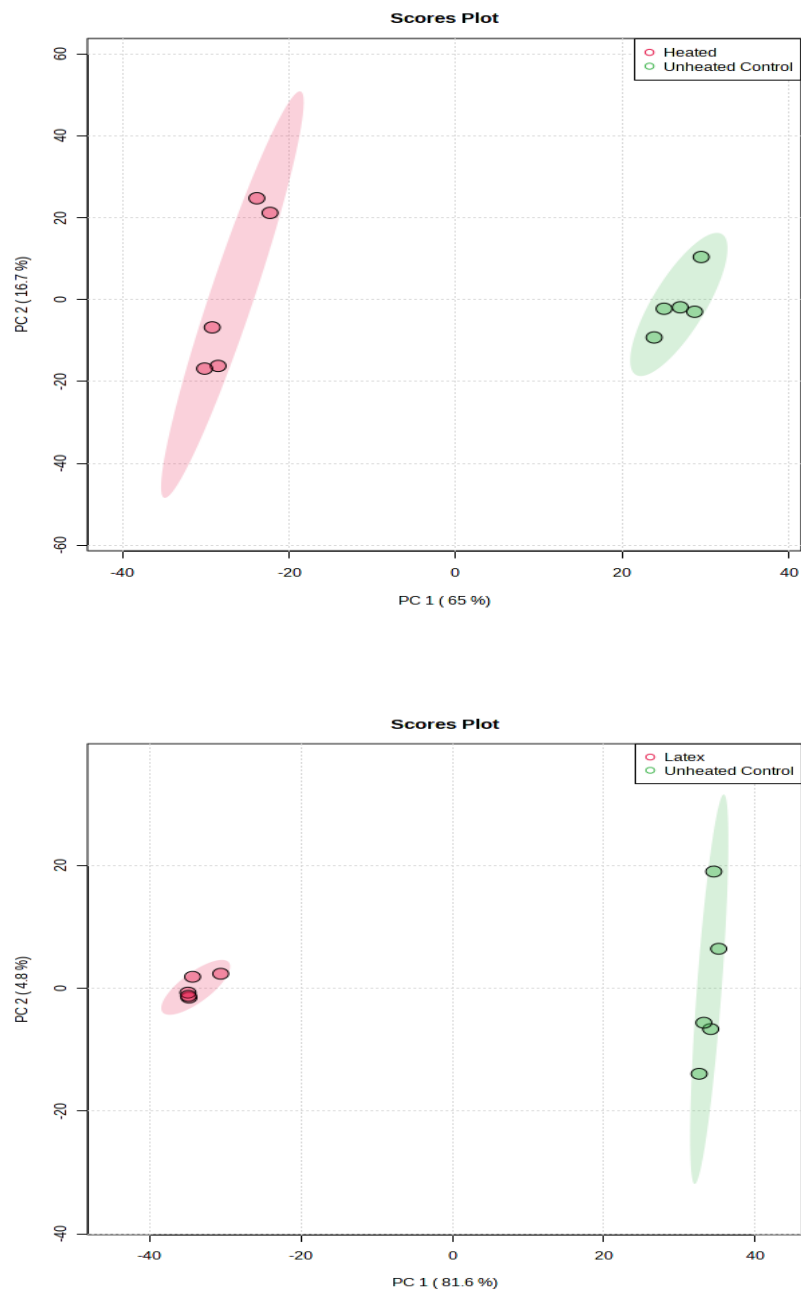 Scores Plot
Heated
Unheated Control
60
40
20
0
-20
-40
-60
PC 2 ( 16.7 %)
-40
-20
0
20
40
PC 1 ( 65 %)
Scores Plot
Latex
Unheated Control
20
0
-20
-40
PC 2 ( 4.8 %)
-40
-20
0
20
40
PC 1 ( 81.6 %)